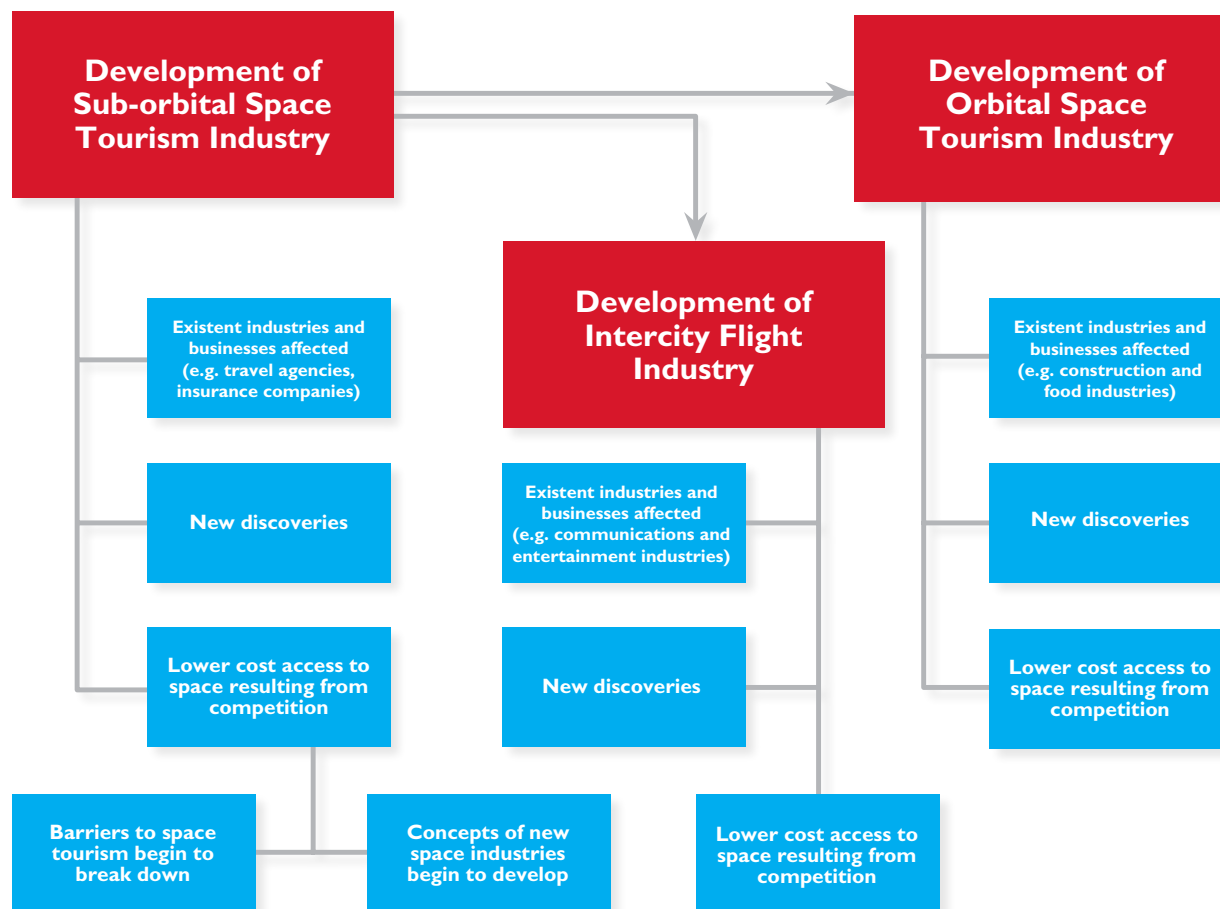 Development of
Sub-orbital Space
Tourism Industry
Development of
Orbital Space
Tourism Industry
Development of
Intercity Flight
Industry
Existent industries and
businesses affected
(e.g. travel agencies,
insurance companies)
New discoveries
Lower cost access to
space resulting from
competition
Barriers to space
tourism begin to
break down
Concepts of new
space industries
begin to develop
Existent industries and
businesses affected
(e.g. communications and
entertainment industries)
New discoveries
Lower cost access to
space resulting from
competition
Existent industries and
businesses affected
(e.g. construction and
food industries)
New discoveries
Lower cost access to
space resulting from
competition